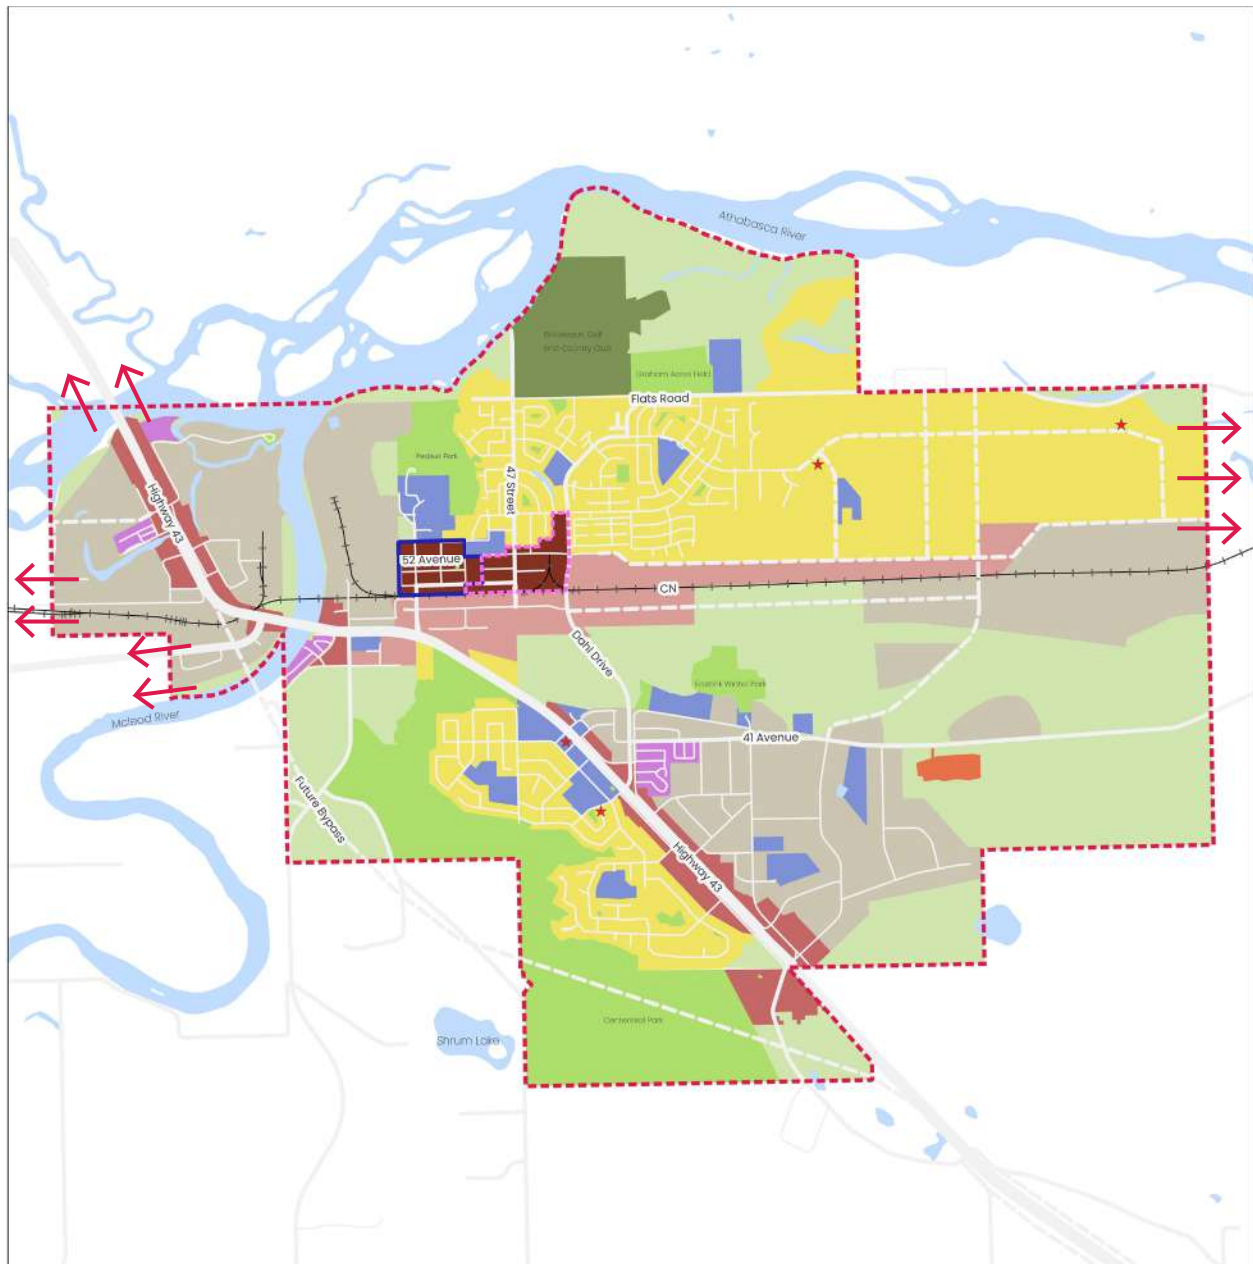 Athabasca River
Graham Acres Field
Flats Road
Highway 43
47 Street
52 Avenue
CN
Dahl Drive
Mcleod River
41 Avenue
Future Bypass
Highway 43
Centennial Park
Shrum Lake